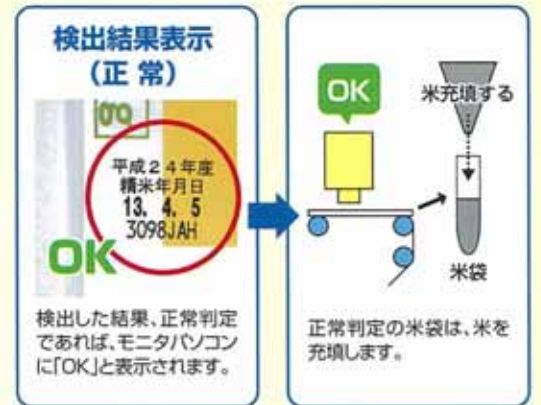 検出結果表示
(正 常)
平成24年産
精米年月日
13. 4. 5
3098JAH
OK
検出した結果、正常判定
であれば、モニタパソコン
に「OK」と表示されます。
OK
米充填する
米袋
正常判定の米袋は、米を
充填します。